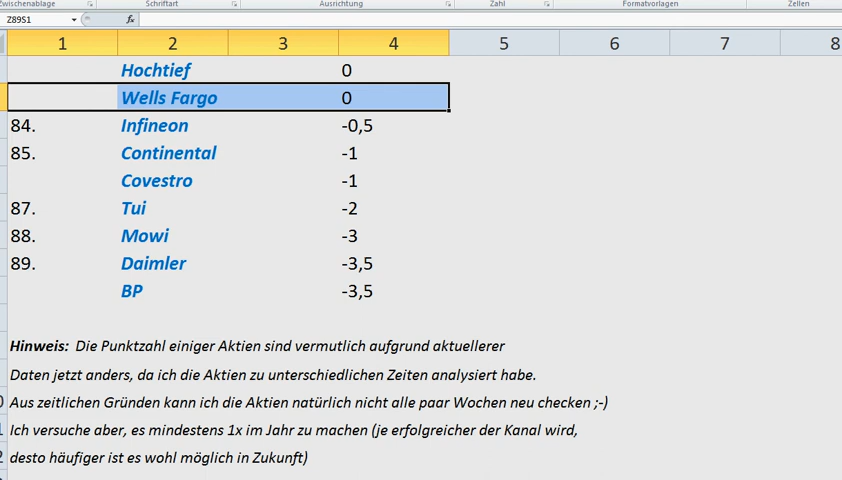 Zwischenablage Schriftart Ausrichtung Zahl Formatvorlagen Zellen
Z89S1 fx
1 2 3 4 5 6 7 8
Hochtief 0
Wells Fargo 0
84. Infineon -0,5
85. Continental -1
Covestro -1
87. Tui -2
88. Mowi -3
89. Daimler -3,5
BP -3,5
Hinweis: Die Punktzahl einiger Aktien sind vermutlich aufgrund aktuellerer
Daten jetzt anders, da ich die Aktien zu unterschiedlichen Zeiten analysiert habe.
Aus zeitlichen Gründen kann ich die Aktien natürlich nicht alle paar Wochen neu checken ;-)
Ich versuche aber, es mindestens 1x im Jahr zu machen (je erfolgreicher der Kanal wird,
desto häufiger ist es wohl möglich in Zukunft)